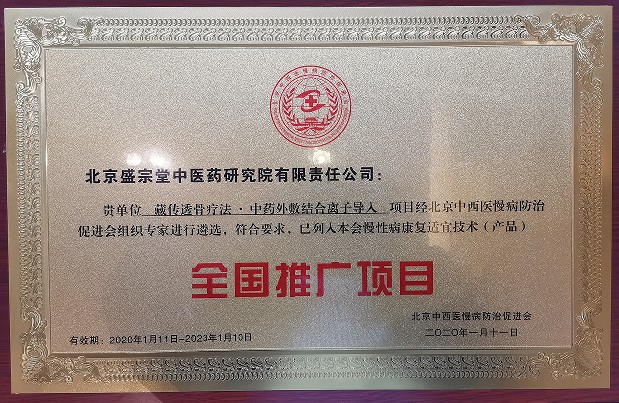 北京盛宗堂中医药研究院有限责任公司：
贵单位 藏传透骨疗法·中药外敷结合离子导入 项目经北京中西医慢病防治
促进会组织专家进行遴选，符合要求，已列入本会慢性病康复适宜技术（产品）
全国推广项目
北京中西医慢病防治促进会
有效期：2020年1月11日-2023年1月10日
二〇二〇年一月十一日